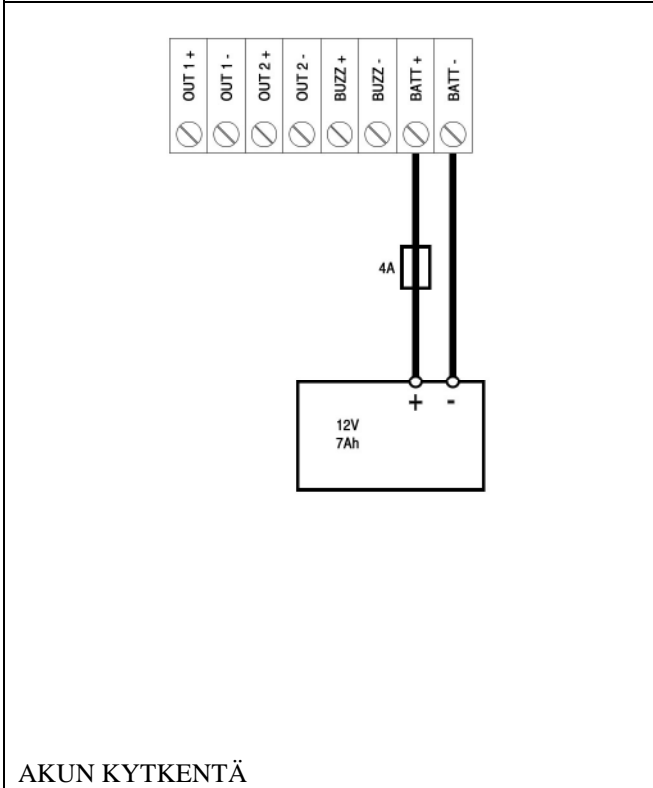 OUT 1 +
OUT 1 -
OUT 2 +
OUT 2 -
BUZZ +
BUZZ -
BATT +
BATT -
4A
+ -
12V
7Ah
AKUN KYTKENTÄ